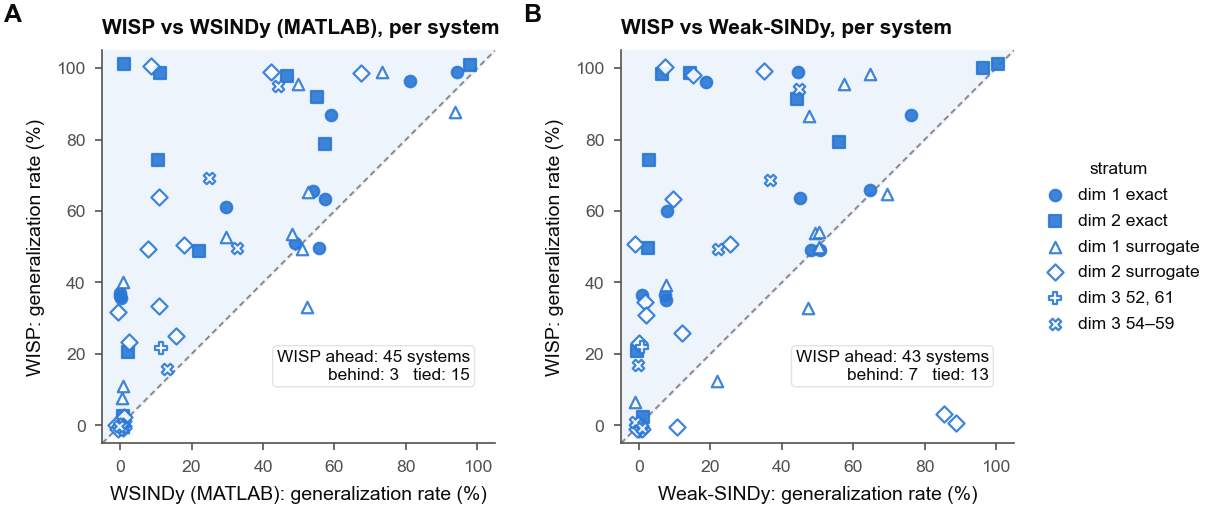 A
WISP vs WSINDy (MATLAB), per system
WISP: generalization rate (%)
100
80
60
40
20
0
WISP ahead: 45 systems
behind: 3 tied: 15
0 20 40 60 80 100
WSINDy (MATLAB): generalization rate (%)
B
WISP vs Weak-SINDy, per system
WISP: generalization rate (%)
100
80
60
40
20
0
WISP ahead: 43 systems
behind: 7 tied: 13
0 20 40 60 80 100
Weak-SINDy: generalization rate (%)
stratum
dim 1 exact
dim 2 exact
dim 1 surrogate
dim 2 surrogate
dim 3 52, 61
dim 3 54–59